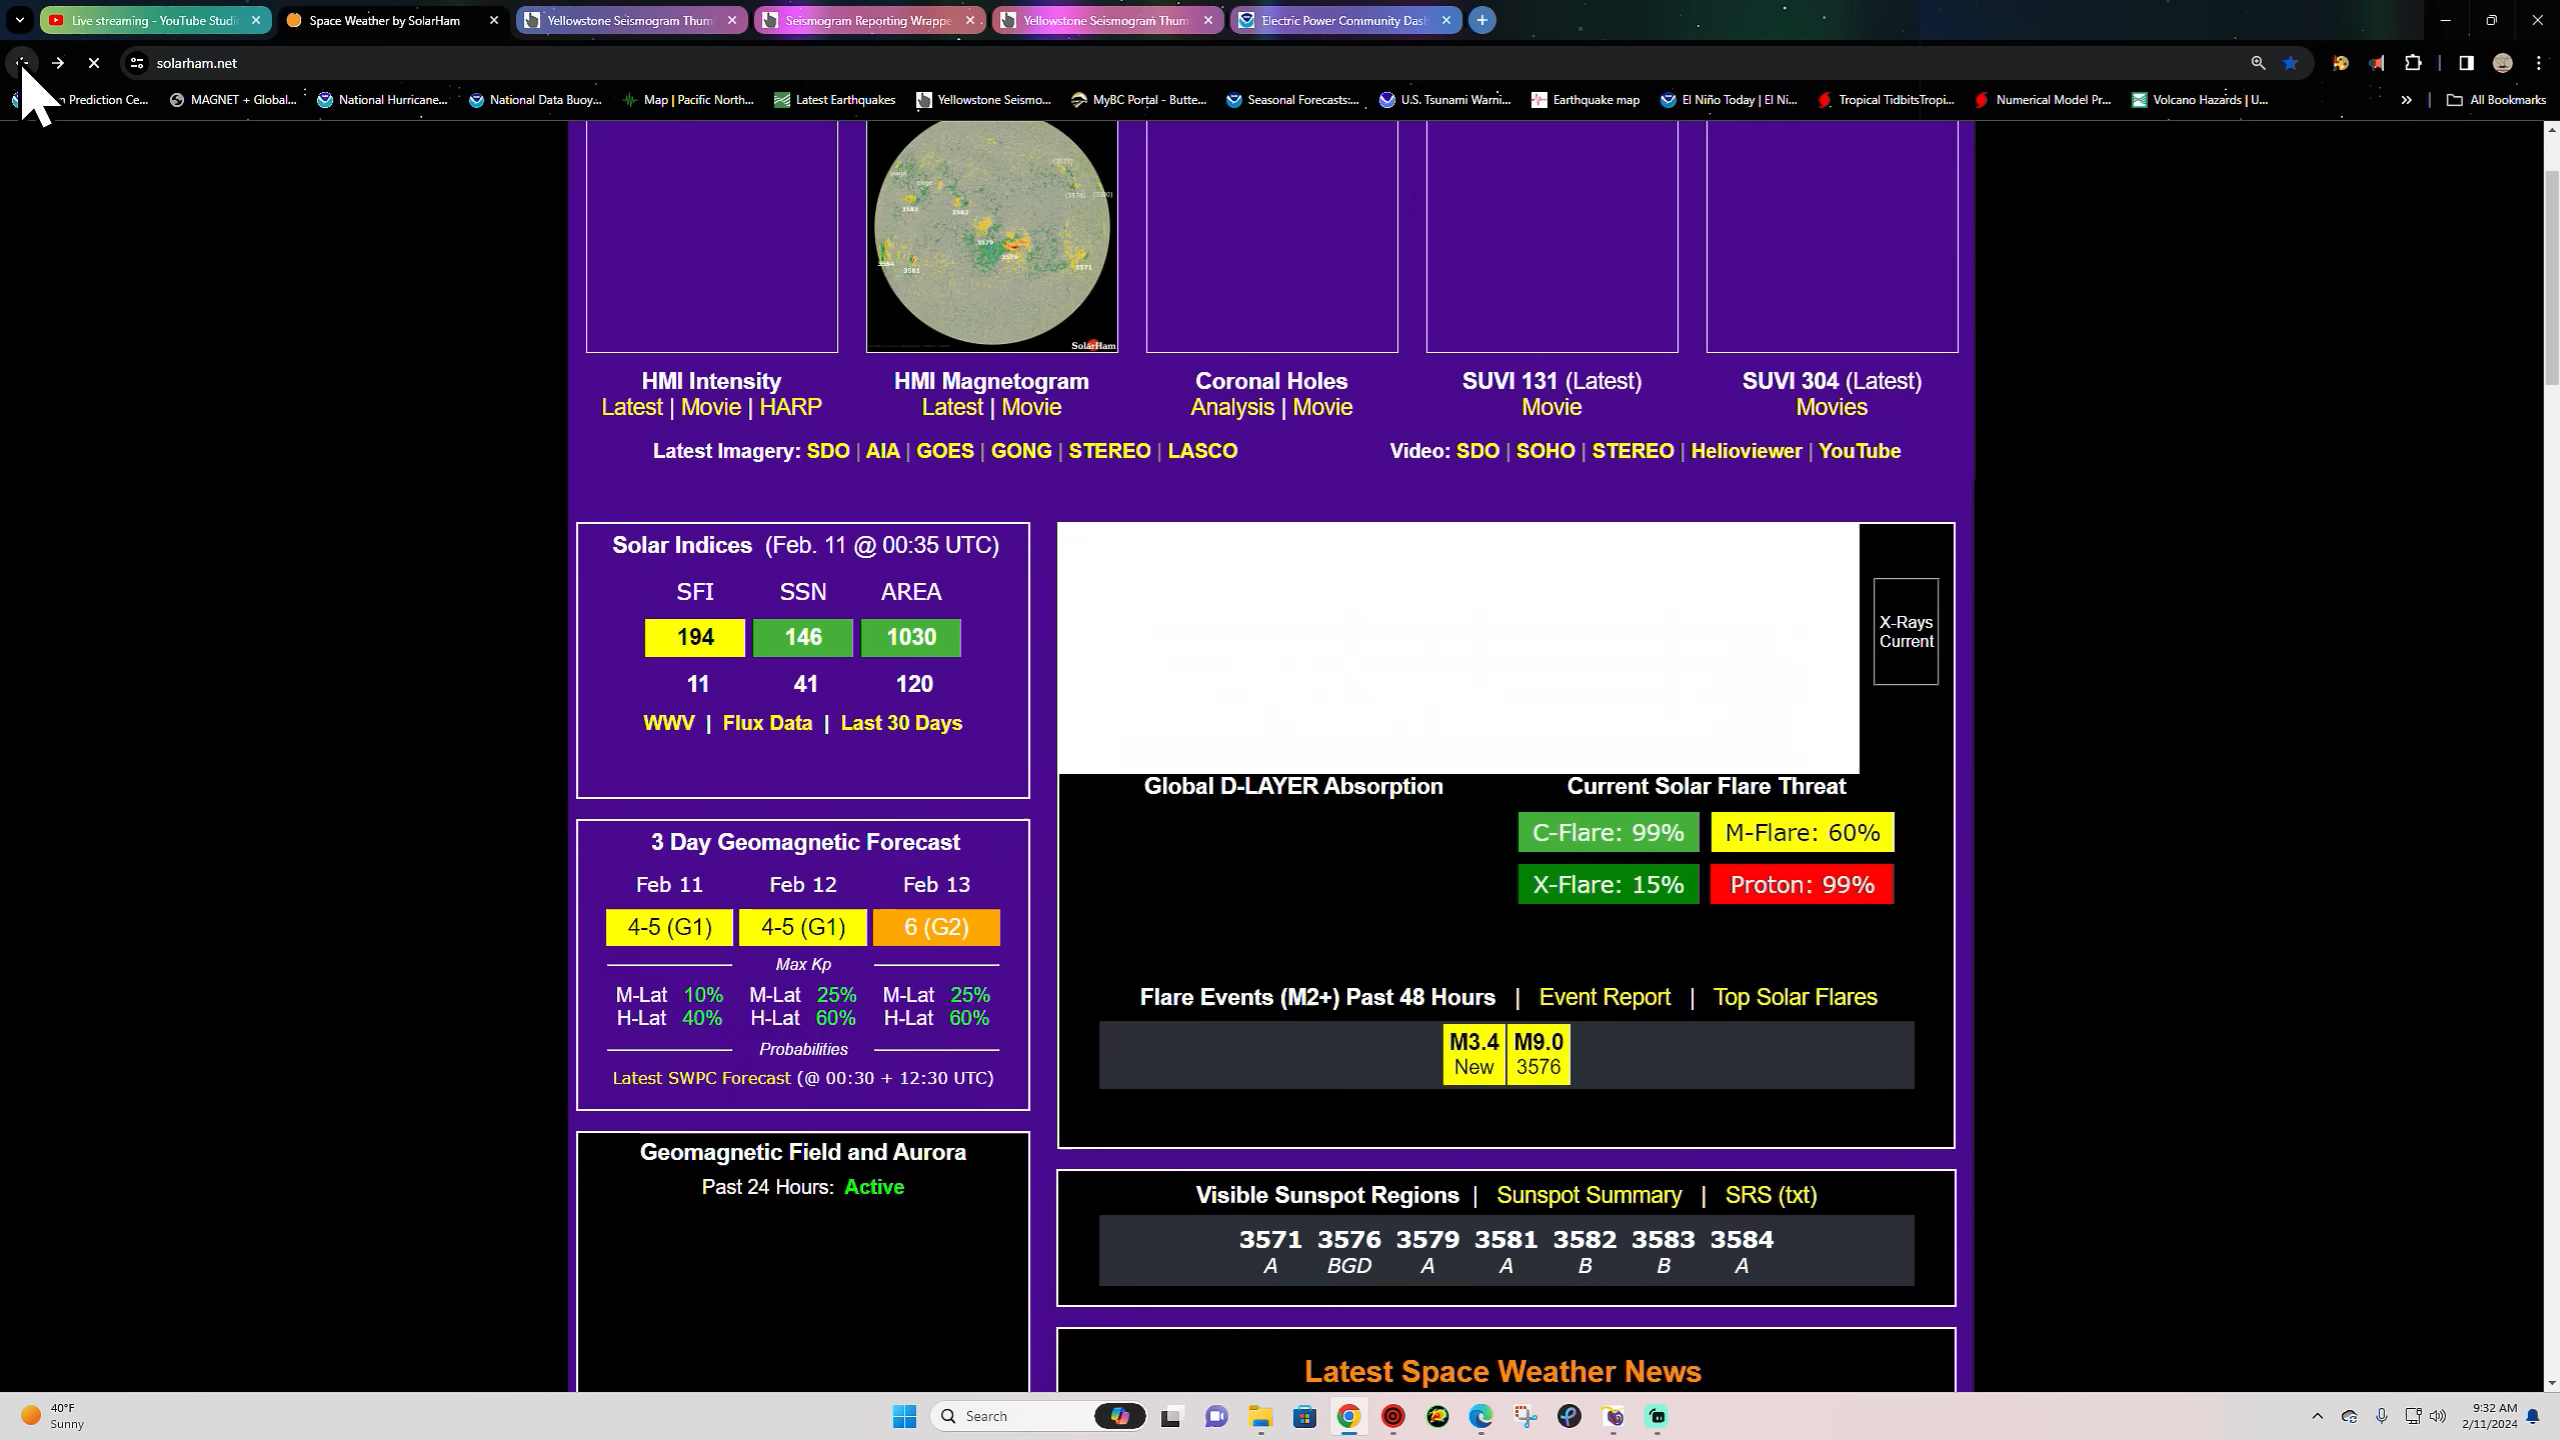 Live streaming - YouTube Studi
Space Weather by SolarHam
Yellowstone Seismogram Thum
Seismogram Reporting Wrappe
Yellowstone Seismogram Thum
Electric Power Community Dash
solarham.net
n Prediction Ce...
MAGNET + Global...
National Hurricane...
National Data Buoy...
Map | Pacific North...
Latest Earthquakes
Yellowstone Seismo...
MyBC Portal - Butte...
Seasonal Forecasts:...
U.S. Tsunami Warni...
Earthquake map
El Niño Today | El Ni...
Tropical TidbitsTropi...
Numerical Model Pr...
Volcano Hazards | U...
»
All Bookmarks
3583
3582
3579
3581
3571
SolarHam
HMI Intensity
Latest | Movie | HARP
HMI Magnetogram
Latest | Movie
Coronal Holes
Analysis | Movie
SUVI 131 (Latest)
Movie
SUVI 304 (Latest)
Movies
Latest Imagery: SDO | AIA | GOES | GONG | STEREO | LASCO
Video: SDO | SOHO | STEREO | Helioviewer | YouTube
Solar Indices (Feb. 11 @ 00:35 UTC)
SFI SSN AREA
194 146 1030
11 41 120
WWV | Flux Data | Last 30 Days
X-Rays
Current
Global D-LAYER Absorption
Current Solar Flare Threat
C-Flare: 99% M-Flare: 60%
X-Flare: 15% Proton: 99%
3 Day Geomagnetic Forecast
Feb 11 Feb 12 Feb 13
4-5 (G1) 4-5 (G1) 6 (G2)
Max Kp
M-Lat 10% M-Lat 25% M-Lat 25%
H-Lat 40% H-Lat 60% H-Lat 60%
Probabilities
Latest SWPC Forecast (@ 00:30 + 12:30 UTC)
Flare Events (M2+) Past 48 Hours | Event Report | Top Solar Flares
M3.4 M9.0
New 3576
Geomagnetic Field and Aurora
Past 24 Hours: Active
Visible Sunspot Regions | Sunspot Summary | SRS (txt)
3571 3576 3579 3581 3582 3583 3584
A BGD A A B B A
Latest Space Weather News
40°F
Sunny
Search
9:32 AM
2/11/2024